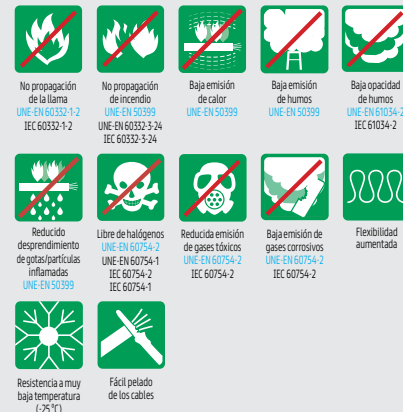 No propagación
de la llama
UNE-EN 60332-1-2
IEC 60332-1-2
No propagación
de incendio
UNE-EN 50399
UNE-EN 60332-3-24
IEC 60332-3-24
Baja emisión
de calor
UNE-EN 50399
Baja emisión
de humos
UNE-EN 50399
Baja opacidad
de humos
UNE-EN 61034-2
IEC 61034-2
Reducido
desprendimiento
de gotas/partículas
inflamadas
UNE-EN 50399
Libre de halógenos
UNE-EN 60754-2
UNE-EN 60754-1
IEC 60754-2
IEC 60754-1
Reducida emisión
de gases tóxicos
UNE-EN 60754-2
IEC 60754-2
Baja emisión de
gases corrosivos
UNE-EN 60754-2
IEC 60754-2
Flexibilidad
aumentada
Resistencia a muy
baja temperatura
(-25 °C)
Fácil pelado
de los cables